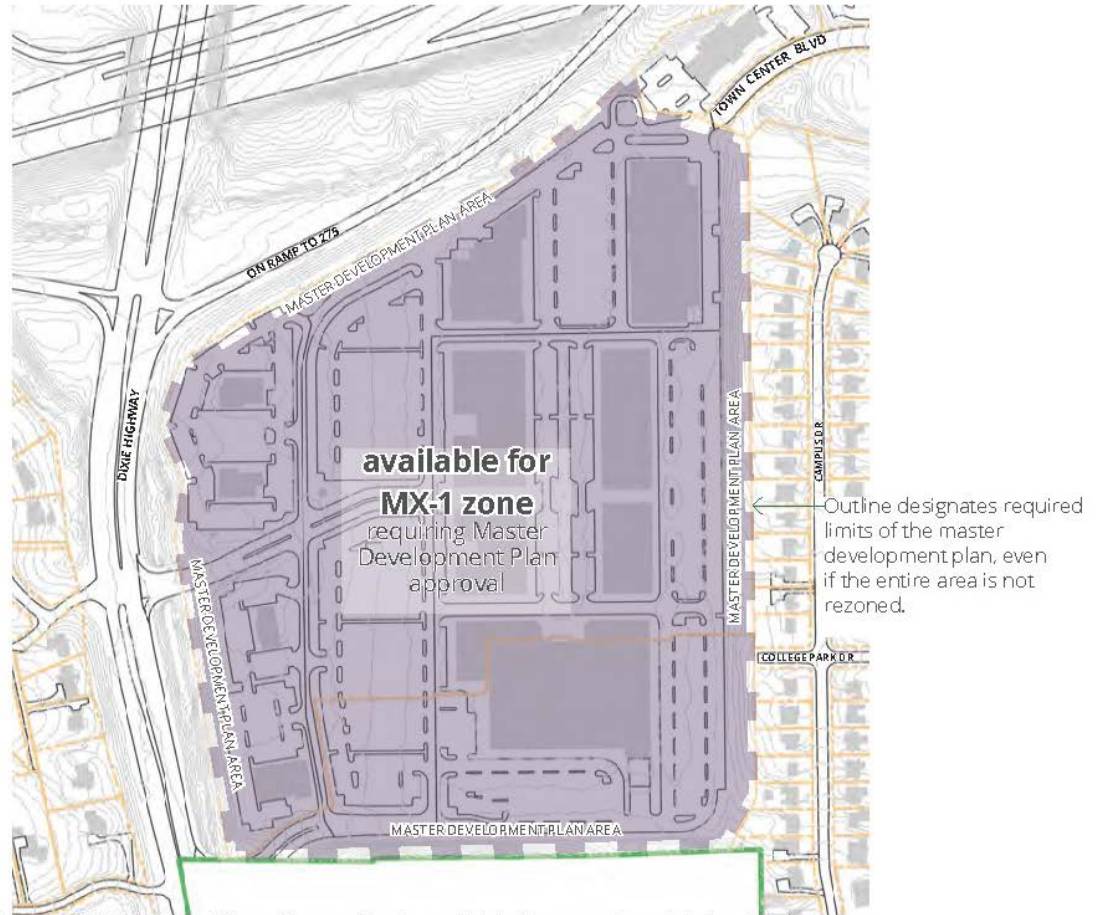 TOWN CENTER BLVD
ON RAMP TO 275
MASTER DEVELOPMENT PLAN AREA
DIXIE HIGHWAY
MASTER DEVELOPMENT PLAN AREA
CAMPUS DR
available for
MX-1 zone
requiring Master
Development Plan
approval
Outline designates required
limits of the master
development plan, even
if the entire area is not
rezoned.
MASTER DEVELOPMENT PLAN AREA
COLLEGE PARK DR
MASTER DEVELOPMENT PLAN AREA